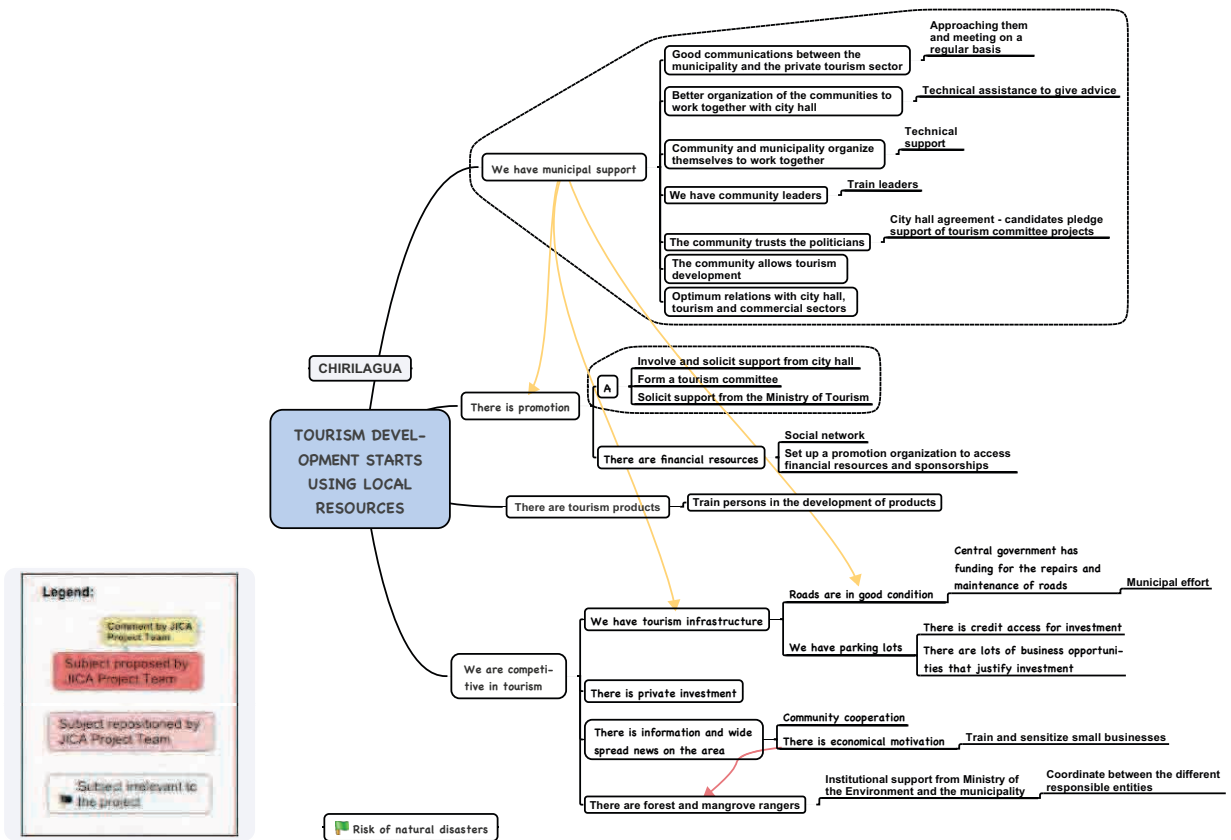 Approaching them
and meeting on a
regular basis
Good communications between the
municipality and the private tourism sector
Better organization of the communities to
work together with city hall
Technical assistance to give advice
Community and municipality organize
themselves to work together
Technical
support
We have municipal support
We have community leaders
Train leaders
City hall agreement - candidates pledge
support of tourism committee projects
The community trusts the politicians
The community allows tourism
development
Optimum relations with city hall,
tourism and commercial sectors
CHIRILAGUA
TOURISM DEVEL-
OPMENT STARTS
USING LOCAL
RESOURCES
There is promotion
A
Involve and solicit support from city hall
Form a tourism committee
Solicit support from the Ministry of Tourism
There are financial resources
Social network
Set up a promotion organization to access
financial resources and sponsorships
There are tourism products
Train persons in the development of products
We are competi-
tive in tourism
We have tourism infrastructure
Roads are in good condition
Central government has
funding for the repairs and
maintenance of roads
Municipal effort
We have parking lots
There is credit access for investment
There are lots of business opportuni-
ties that justify investment
There is private investment
There is information and wide
spread news on the area
Community cooperation
There is economical motivation
Train and sensitize small businesses
There are forest and mangrove rangers
Institutional support from Ministry of
the Environment and the municipality
Coordinate between the different
responsible entities
Risk of natural disasters
Legend:
Comment by JICA
Project Team
Subject proposed by
JICA Project Team
Subject repositioned by
JICA Project Team
Subject irrelevant to
the project